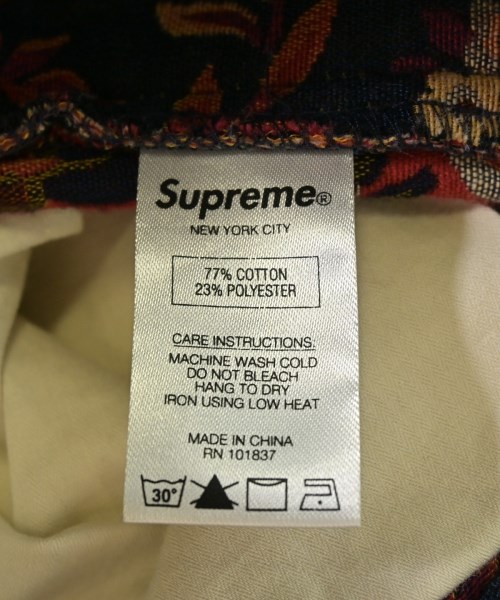 Supreme®
NEW YORK CITY
77% COTTON
23% POLYESTER
CARE INSTRUCTIONS:
MACHINE WASH COLD
DO NOT BLEACH
HANG TO DRY
IRON USING LOW HEAT
MADE IN CHINA
RN 101837
30°